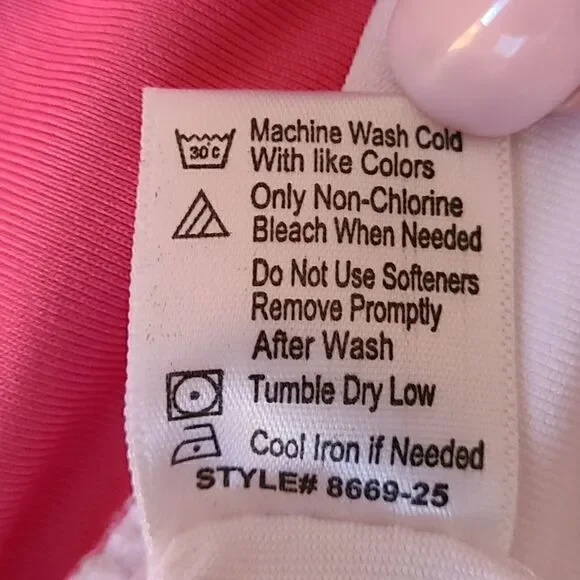 30°C
Machine Wash Cold
With like Colors
Only Non-Chlorine
Bleach When Needed
Do Not Use Softeners
Remove Promptly
After Wash
Tumble Dry Low
Cool Iron if Needed
STYLE# 8669-25